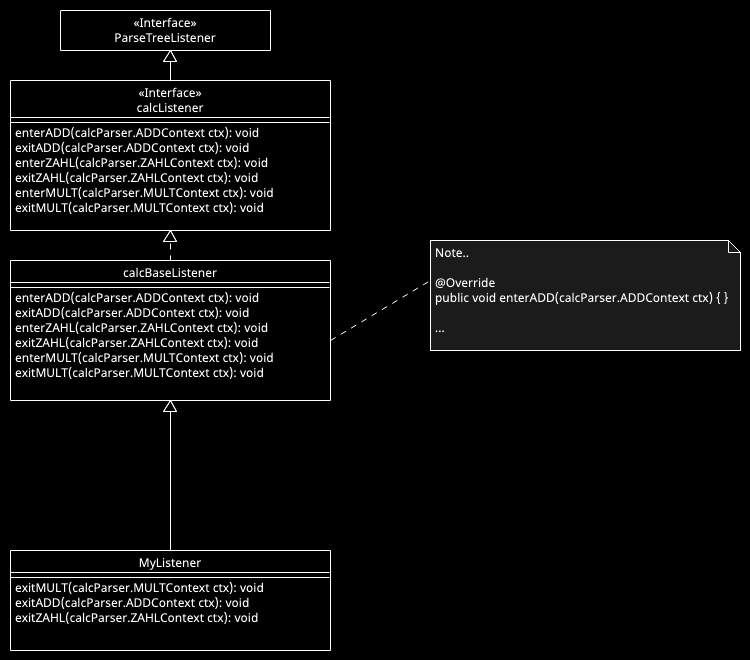 «Interface»
ParseTreeListener
«Interface»
calcListener
enterADD(calcParser.ADDContext ctx): void
exitADD(calcParser.ADDContext ctx): void
enterZAHL(calcParser.ZAHLContext ctx): void
exitZAHL(calcParser.ZAHLContext ctx): void
enterMULT(calcParser.MULTContext ctx): void
exitMULT(calcParser.MULTContext ctx): void
calcBaseListener
enterADD(calcParser.ADDContext ctx): void
exitADD(calcParser.ADDContext ctx): void
enterZAHL(calcParser.ZAHLContext ctx): void
exitZAHL(calcParser.ZAHLContext ctx): void
enterMULT(calcParser.MULTContext ctx): void
exitMULT(calcParser.MULTContext ctx): void
Note..
@Override
public void enterADD(calcParser.ADDContext ctx) { }
...
MyListener
exitMULT(calcParser.MULTContext ctx): void
exitADD(calcParser.ADDContext ctx): void
exitZAHL(calcParser.ZAHLContext ctx): void